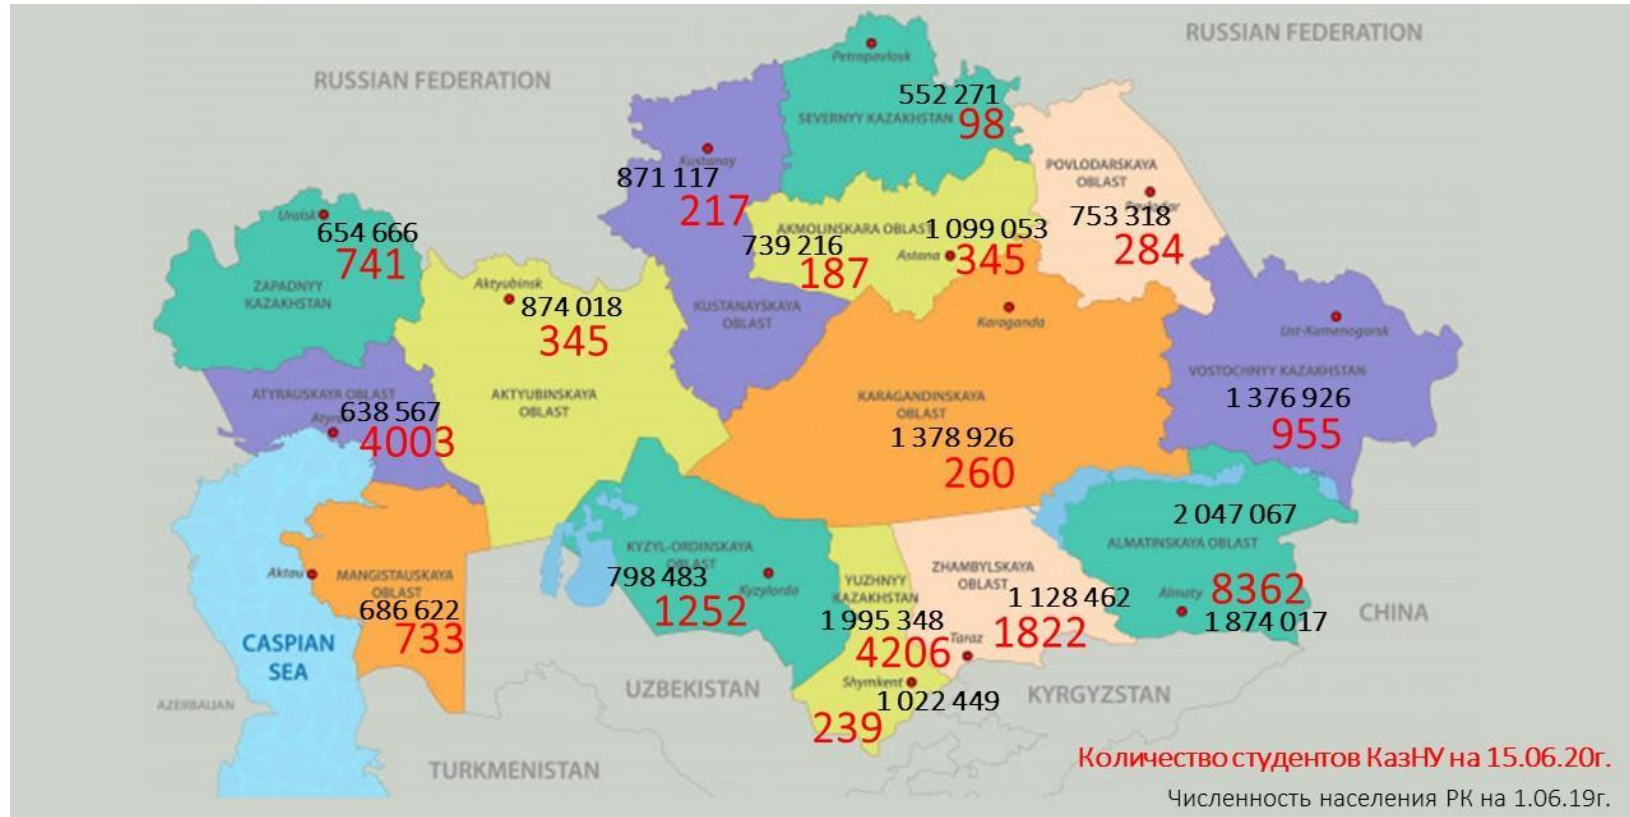 RUSSIAN FEDERATION
RUSSIAN FEDERATION
Petropavlosk
552 271
SEVERNYY KAZAKHSTAN 98
Kustanay
871 117
217
POVLODARSKAYA
OBLAST
Pavlodar
753 318
284
Uralsk
654 666
741
ZAPADNYY
KAZAKHSTAN
AKMOLINSKARA OBLAST
1 099 053
739 216
Astana 345
187
Aktyubinsk
874 018
345
AKTYUBINSKAYA
OBLAST
KUSTANAYSKAYA
OBLAST
Karaganda
KARAGANDINSKAYA
OBLAST
1 378 926
260
Ust-Kamenogorsk
VOSTOCHNYY KAZAKHSTAN
1 376 926
955
ATYRAUSKAYA OBLAST
638 567
4003
2 047 067
ALMATINSKAYA OBLAST
Almaty 8362
1 874 017
KYZYL-ORDINSKAYA
OBLAST
798 483
Kyzylorda
1252
YUZHNYY
KAZAKHSTAN
1 995 348
4206
ZHAMBYLSKAYA
OBLAST
1 128 462
1822
Taraz
Aktau
MANGISTAUSKAYA
OBLAST
686 622
733
Shymkent
1 022 449
239
CASPIAN
SEA
CHINA
UZBEKISTAN
KYRGYZSTAN
AZERBAIJAN
TURKMENISTAN
Количество студентов КазНУ на 15.06.20г.
Численность населения РК на 1.06.19г.